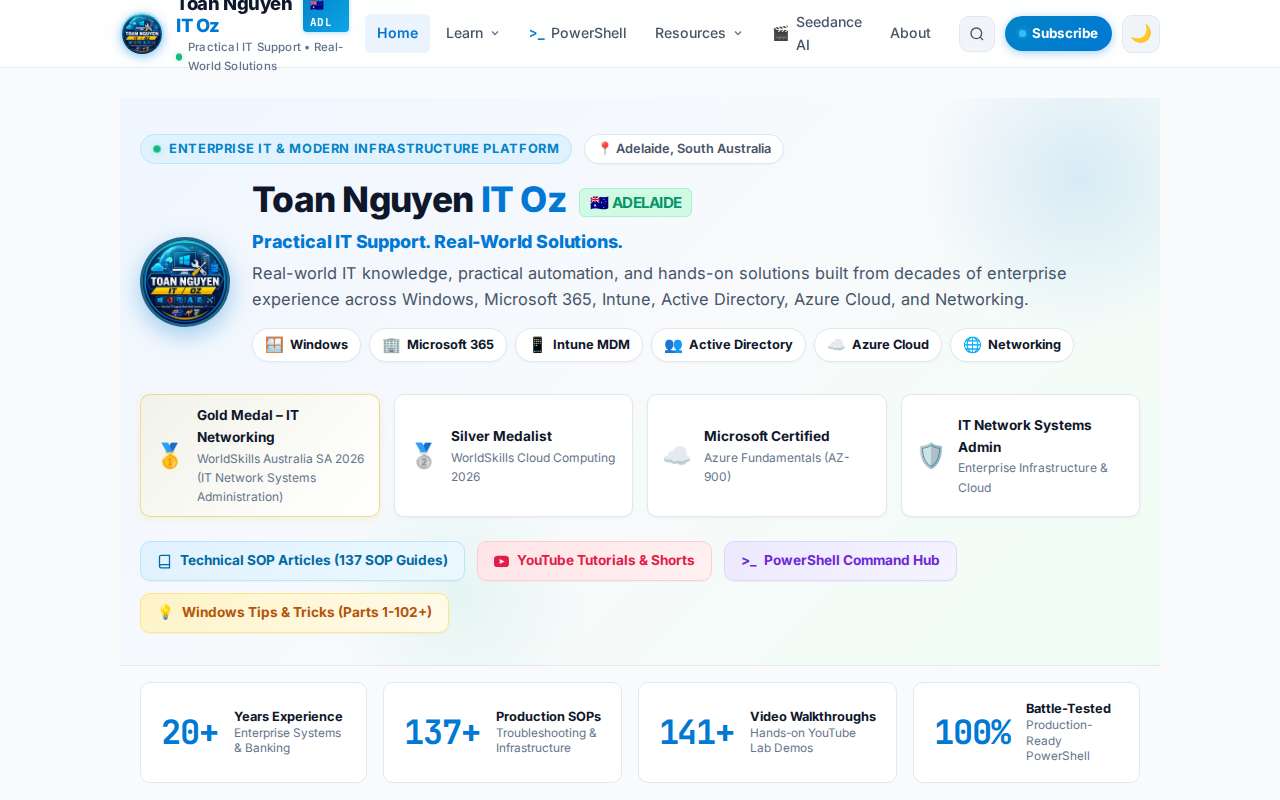 Toan Nguyen
IT Oz
ADL
Practical IT Support • Real-
World Solutions
Home
Learn
>_ PowerShell
Resources
Seedance
AI
About
Subscribe
ENTERPRISE IT & MODERN INFRASTRUCTURE PLATFORM
Adelaide, South Australia
Toan Nguyen IT Oz
ADELAIDE
Practical IT Support. Real-World Solutions.
Real-world IT knowledge, practical automation, and hands-on solutions built from decades of enterprise
experience across Windows, Microsoft 365, Intune, Active Directory, Azure Cloud, and Networking.
TOAN NGUYEN
IT / OZ
Windows
Microsoft 365
Intune MDM
Active Directory
Azure Cloud
Networking
Gold Medal – IT
Networking
WorldSkills Australia SA 2026
(IT Network Systems
Administration)
Silver Medalist
WorldSkills Cloud Computing
2026
Microsoft Certified
Azure Fundamentals (AZ-
900)
IT Network Systems
Admin
Enterprise Infrastructure &
Cloud
Technical SOP Articles (137 SOP Guides)
YouTube Tutorials & Shorts
>_ PowerShell Command Hub
Windows Tips & Tricks (Parts 1-102+)
20+
Years Experience
Enterprise Systems
& Banking
137+
Production SOPs
Troubleshooting &
Infrastructure
141+
Video Walkthroughs
Hands-on YouTube
Lab Demos
100%
Battle-Tested
Production-
Ready
PowerShell